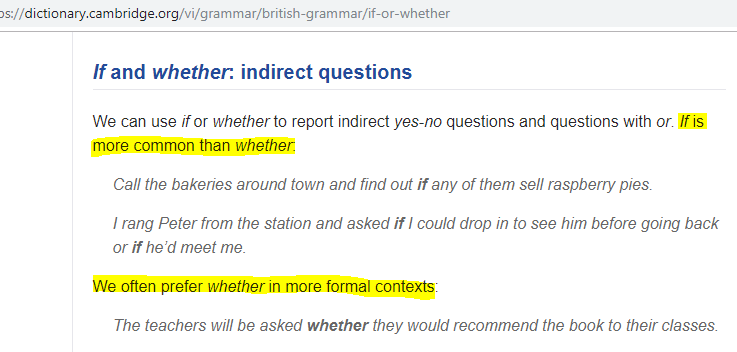 ps://dictionary.cambridge.org/vi/grammar/british-grammar/if-or-whether
If and whether: indirect questions
We can use if or whether to report indirect yes-no questions and questions with or. If is
more common than whether:
Call the bakeries around town and find out if any of them sell raspberry pies.
I rang Peter from the station and asked if I could drop in to see him before going back
or if he’d meet me.
We often prefer whether in more formal contexts:
The teachers will be asked whether they would recommend the book to their classes.